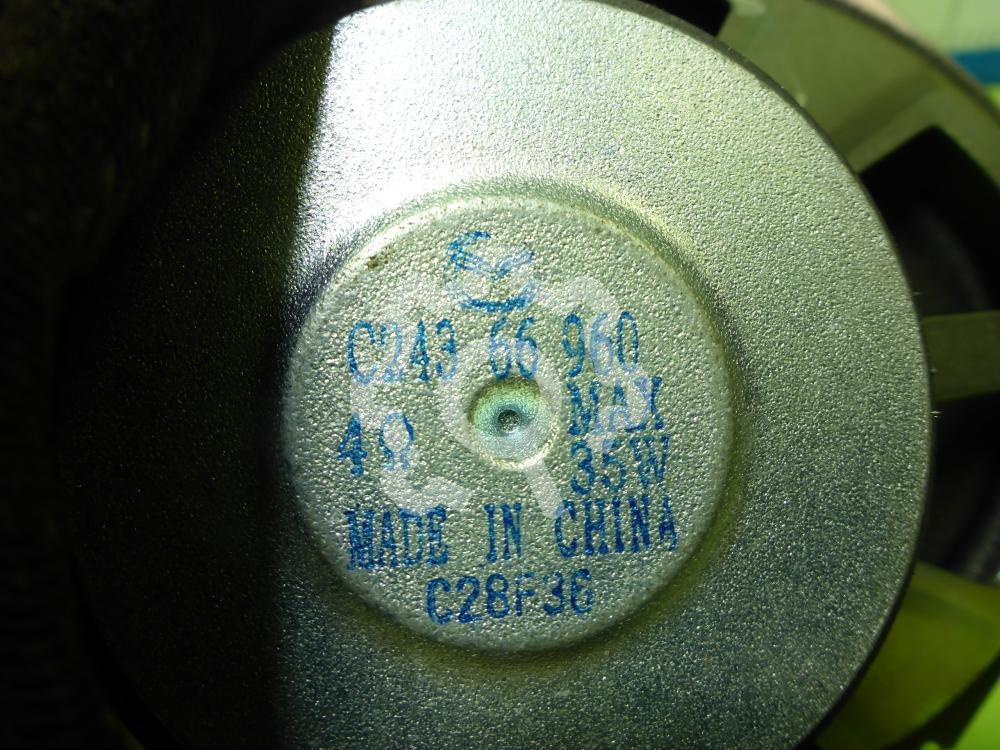 C243 66 960
4Ω MAX
35W
MADE IN CHINA
C28F36